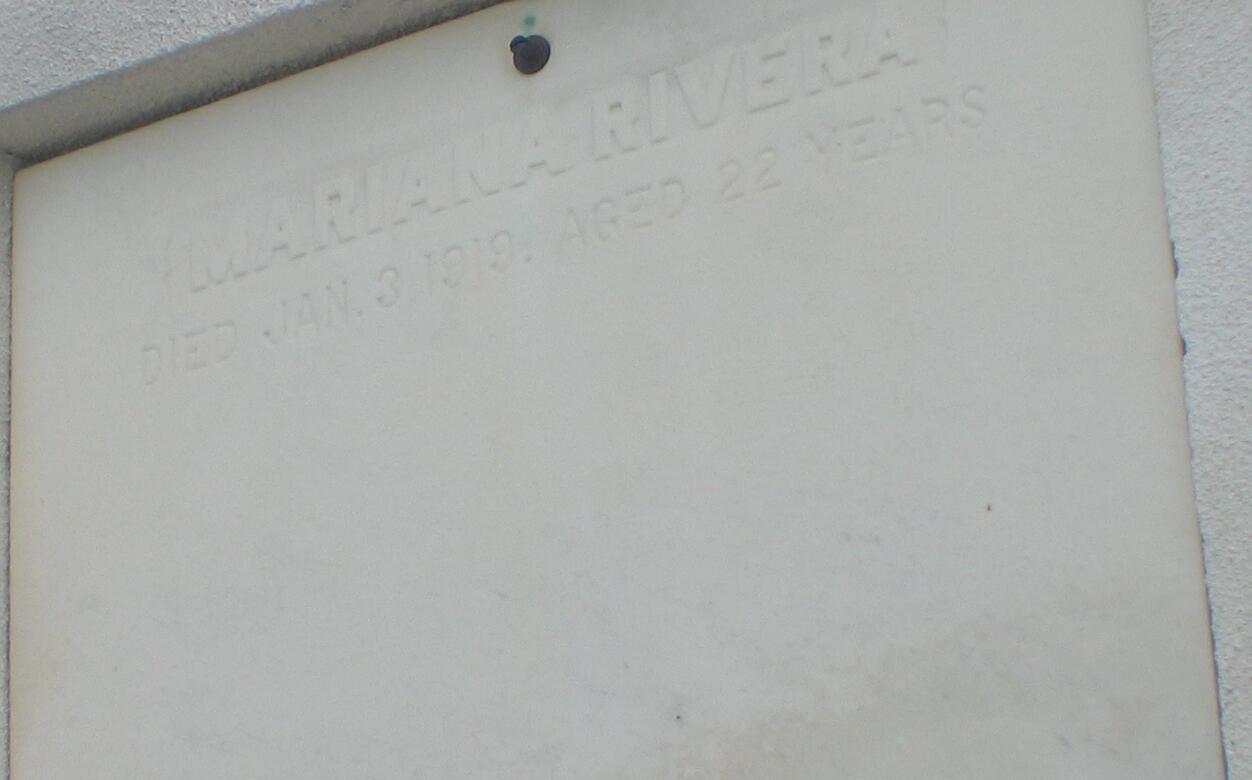 MARIANA RIVERA
DIED JAN. 3 1919. AGED 22 YEARS